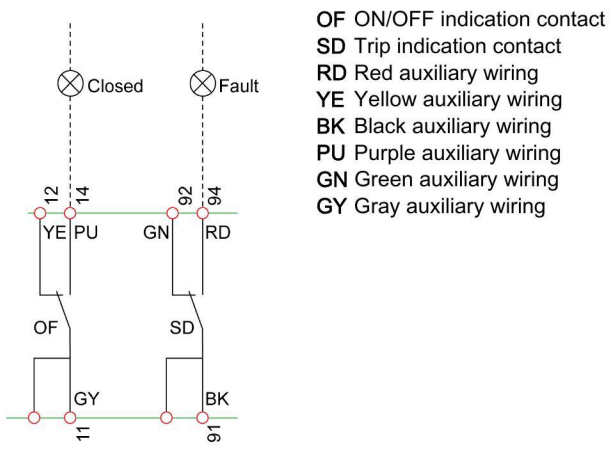 OF ON/OFF indication contact
SD Trip indication contact
RD Red auxiliary wiring
YE Yellow auxiliary wiring
BK Black auxiliary wiring
PU Purple auxiliary wiring
GN Green auxiliary wiring
GY Gray auxiliary wiring
Closed
Fault
12
14
92
94
YE
PU
GN
RD
OF
SD
GY
BK
11
91